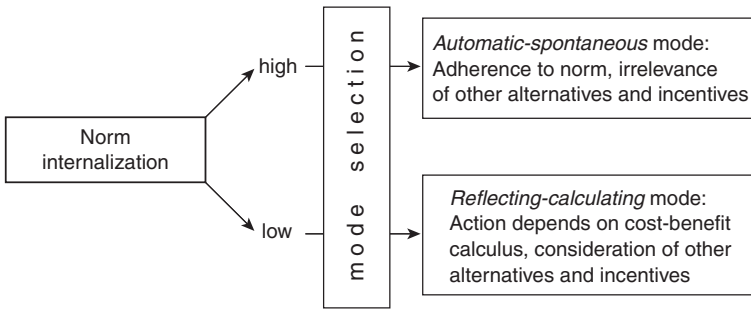 Norm
internalization
high
low
mode selection
Automatic-spontaneous mode:
Adherence to norm, irrelevance
of other alternatives and incentives
Reflecting-calculating mode:
Action depends on cost-benefit
calculus, consideration of other
alternatives and incentives